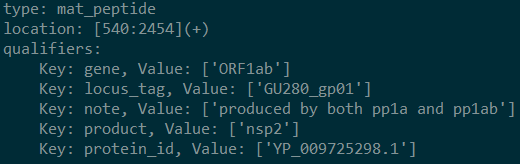 type: mat_peptide
location: [540:2454](+)
qualifiers:
    Key: gene, Value: ['ORF1ab']
    Key: locus_tag, Value: ['GU280_gp01']
    Key: note, Value: ['produced by both pp1a and pp1ab']
    Key: product, Value: ['nsp2']
    Key: protein_id, Value: ['YP_009725298.1']